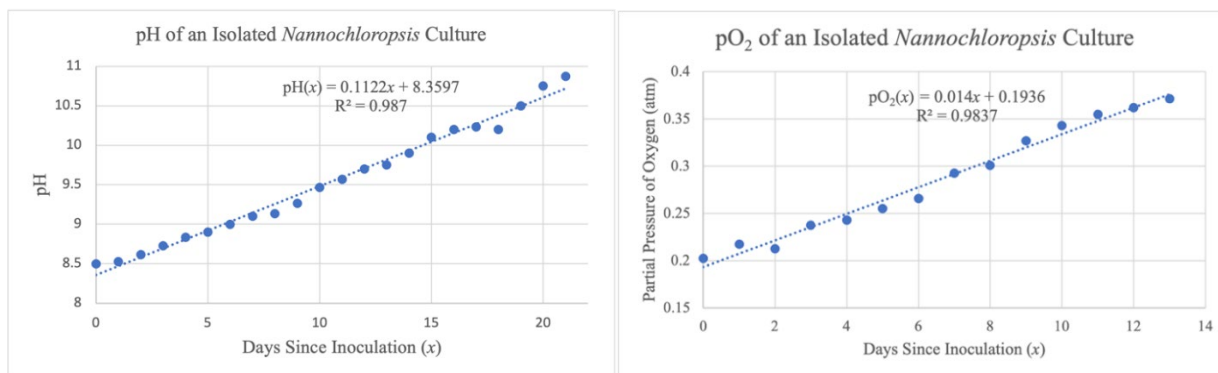 pH of an Isolated Nannochloropsis Culture
11
10.5
10
9.5
9
8.5
8
pH
pH(x) = 0.1122x + 8.3597
R² = 0.987
0 5 10 15 20
Days Since Inoculation (x)
pO₂ of an Isolated Nannochloropsis Culture
0.4
0.35
0.3
0.25
0.2
0.15
Partial Pressure of Oxygen (atm)
pO₂(x) = 0.014x + 0.1936
R² = 0.9837
0 2 4 6 8 10 12 14
Days Since Inoculation (x)